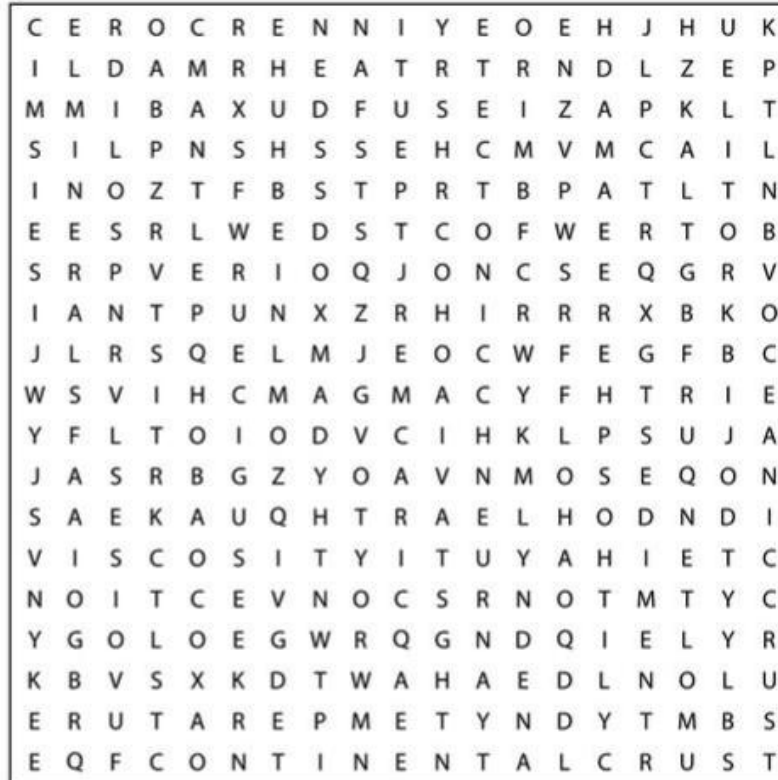 C E R O C R E N N I Y E O E H J H U K
I L D A M R H E A T R T R N D L Z E P
M M I B A X U D F U S E I Z A P K L T
S I L P N S H S S E H C M V M C A I L
I N O Z T F B S T P R T B P A T L T N
E E S R L W E D S T C O F W E R T O B
S R P V E R I O Q J O N C S E Q G R V
I A N T P U N X Z R H I R R R X B K O
J L R S Q E L M J E O C W F E G F B C
W S V I H C M A G M A C Y F H T R I E
Y F L T O I O D V C I H K L P S U J A
J A S R B G Z Y O A V N M O S E Q O N
S A E K A U Q H T R A E L H O D N D I
V I S C O S I T Y I T U Y A H I E T C
N O I T C E V N O C S R N O T M T Y C
Y G O L O E G W R Q G N D Q I E L Y R
K B V S X K D T W A H A E D L N O L U
E R U T A R E P M E T Y N D Y T M B S
E Q F C O N T I N E N T A L C R U S T